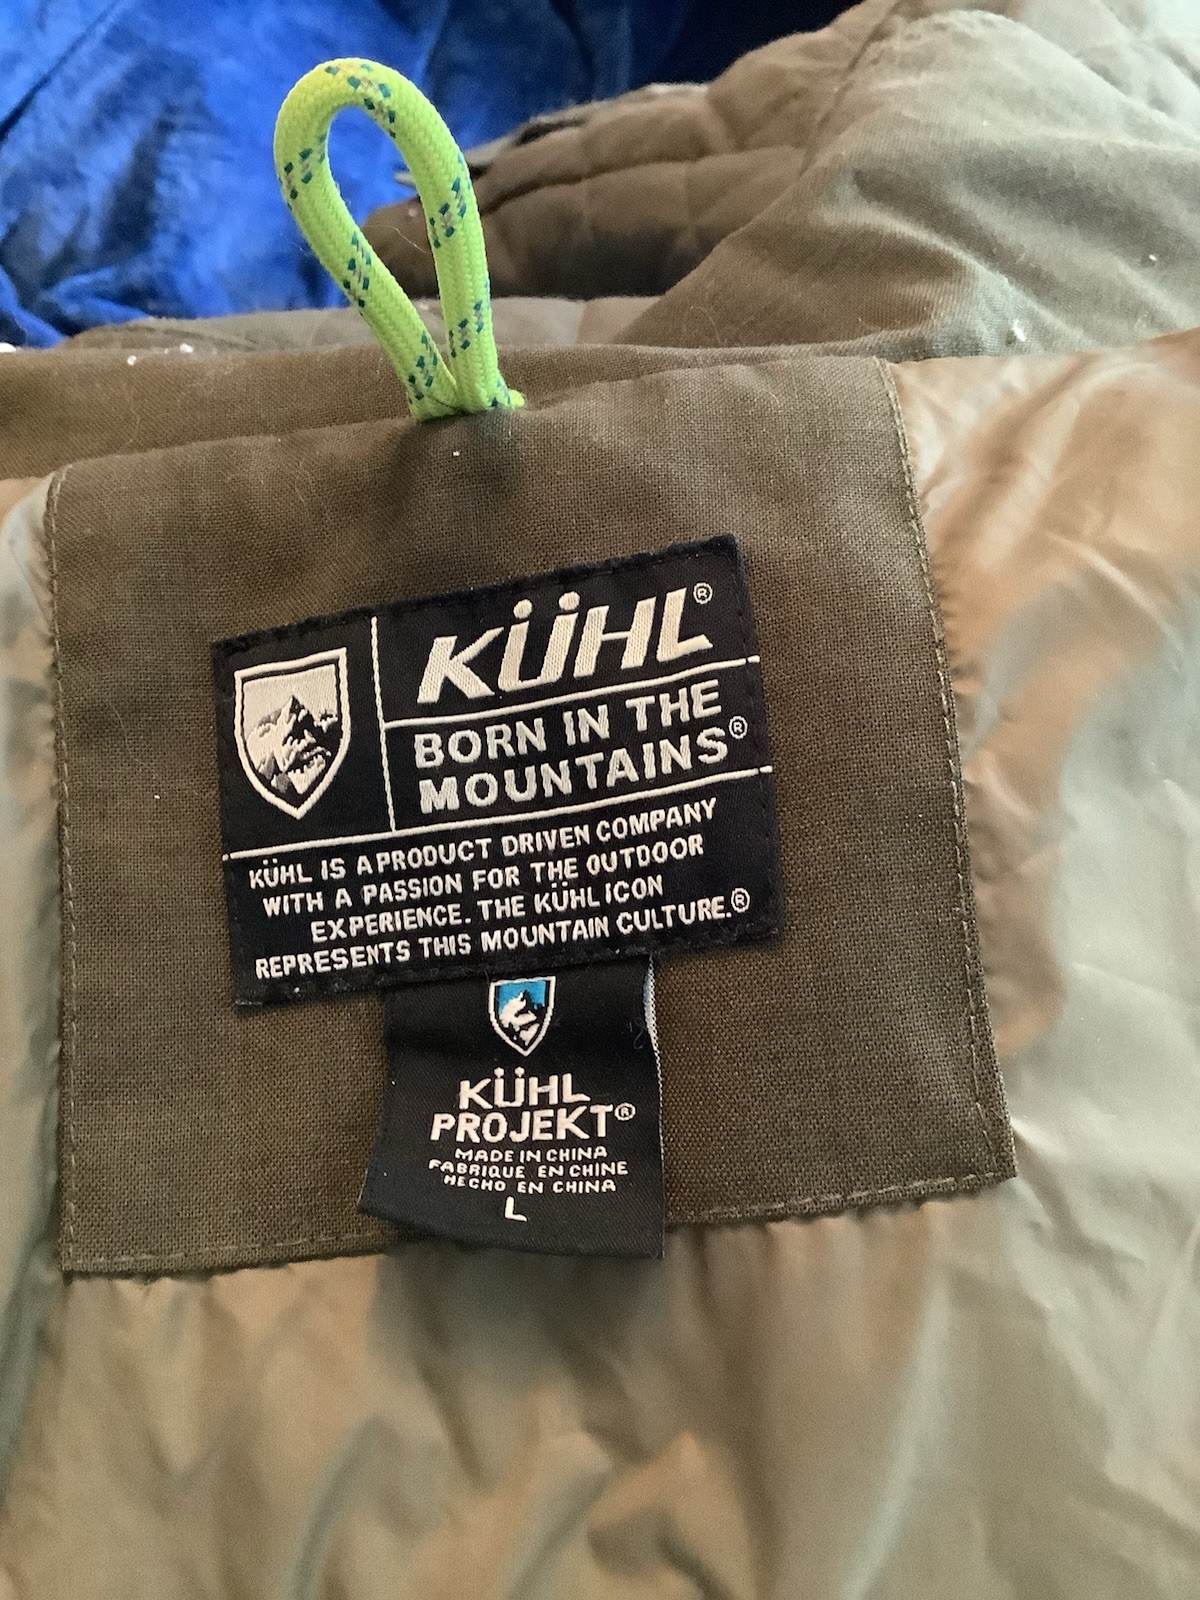 KÜHL®
BORN IN THE
MOUNTAINS®
KÜHL IS A PRODUCT DRIVEN COMPANY
WITH A PASSION FOR THE OUTDOOR
EXPERIENCE. THE KÜHL ICON
REPRESENTS THIS MOUNTAIN CULTURE.®
KÜHL
PROJEKT®
MADE IN CHINA
FABRIQUE EN CHINE
HECHO EN CHINA
L